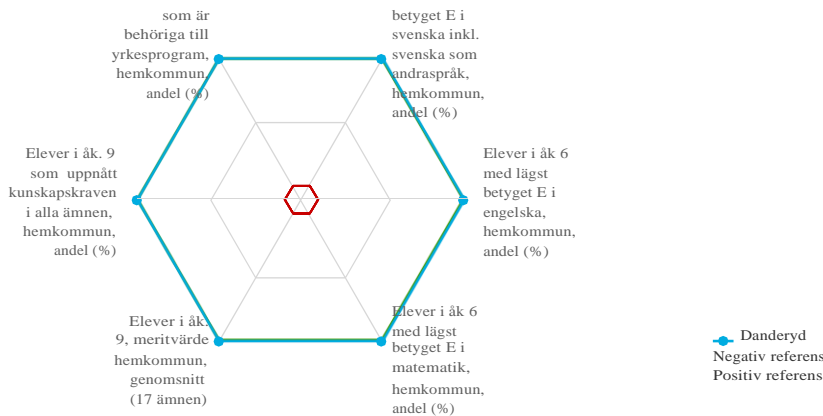 som är
behöriga till
yrkesprogram,
hemkommun,
andel (%)
betyget E i
svenska inkl.
svenska som
andraspråk,
hemkommun,
andel (%)
Elever i åk. 9
som uppnått
kunskapskraven
i alla ämnen,
hemkommun,
andel (%)
Elever i åk 6
med lägst
betyget E i
engelska,
hemkommun,
andel (%)
Elever i åk.
9, meritvärde
hemkommun,
genomsnitt
(17 ämnen)
Elever i åk 6
med lägst
betyget E i
matematik,
hemkommun,
andel (%)
Danderyd
Negativ referens
Positiv referens